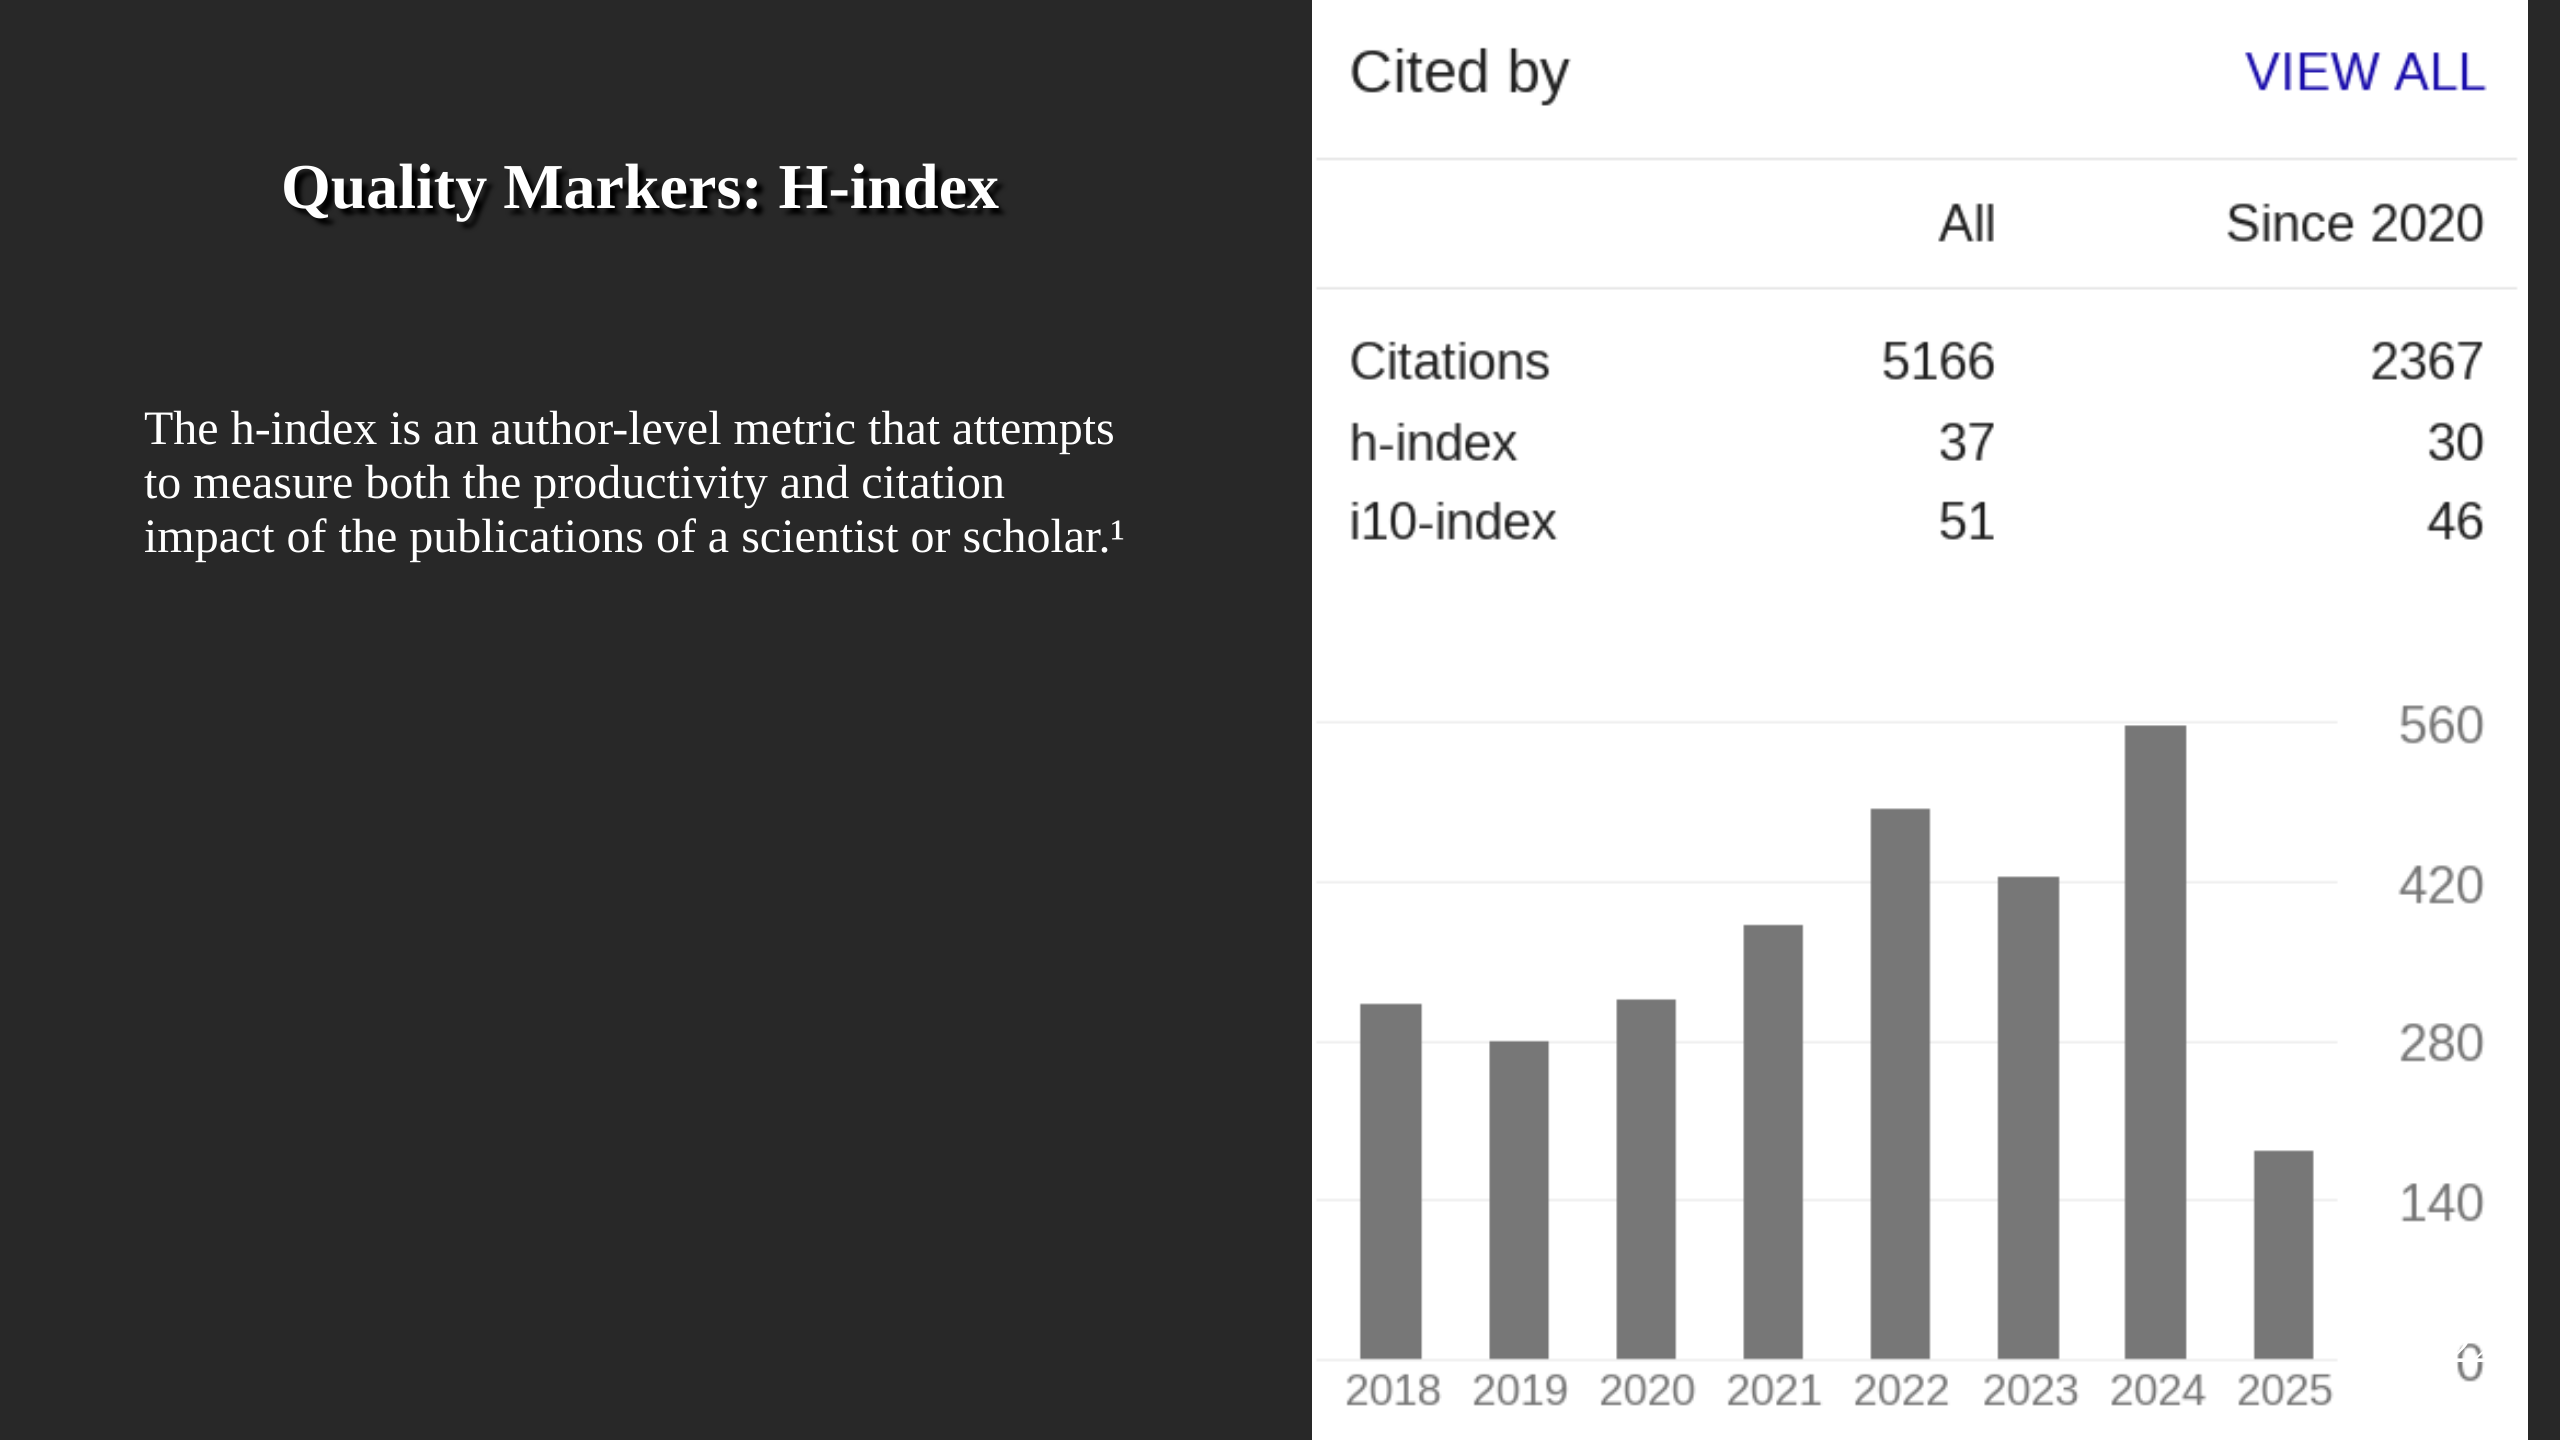 Quality Markers: H-index
The h-index is an author-level metric that attempts
to measure both the productivity and citation
impact of the publications of a scientist or scholar.¹
Cited by VIEW ALL
All Since 2020
Citations 5166 2367
h-index 37 30
i10-index 51 46
560
420
280
140
0
2018 2019 2020 2021 2022 2023 2024 2025